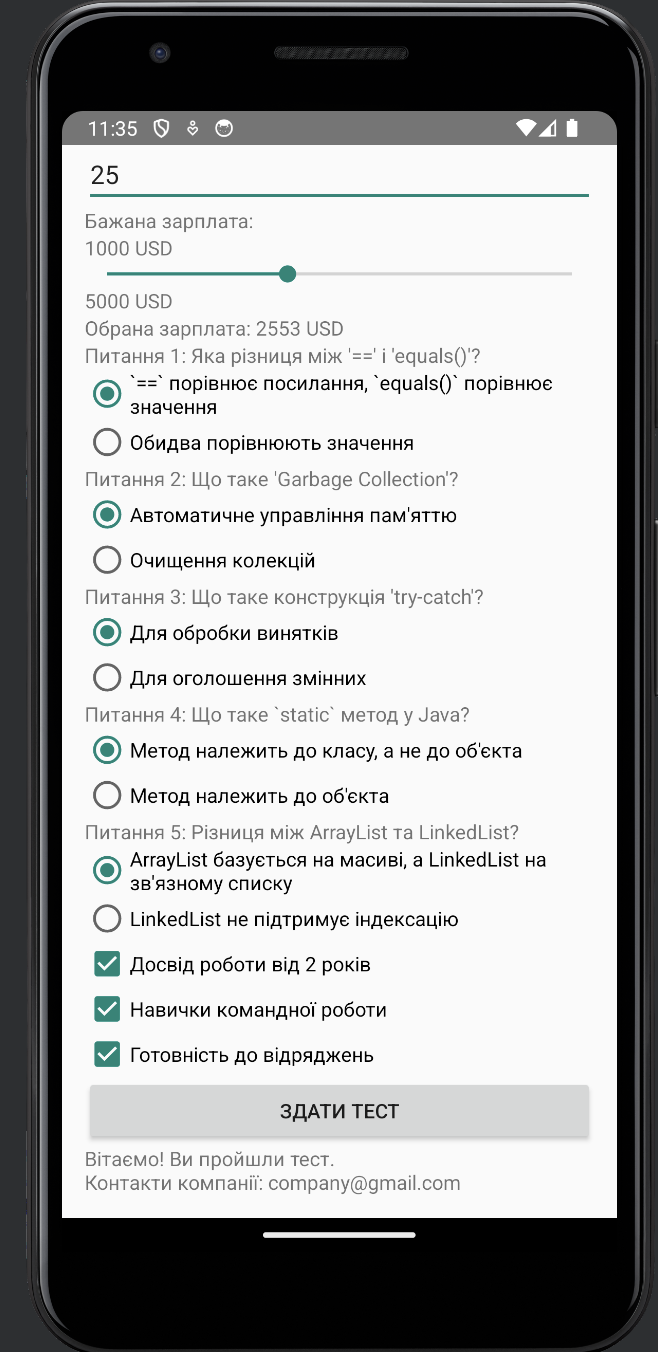 11:35
25
Бажана зарплата:
1000 USD
5000 USD
Обрана зарплата: 2553 USD
Питання 1: Яка різниця між '==' і 'equals()'?
`==` порівнює посилання, `equals()` порівнює
значення
Обидва порівнюють значення
Питання 2: Що таке 'Garbage Collection'?
Автоматичне управління пам'яттю
Очищення колекцій
Питання 3: Що таке конструкція 'try-catch'?
Для обробки винятків
Для оголошення змінних
Питання 4: Що таке `static` метод у Java?
Метод належить до класу, а не до об'єкта
Метод належить до об'єкта
Питання 5: Різниця між ArrayList та LinkedList?
ArrayList базується на масиві, а LinkedList на
зв'язному списку
LinkedList не підтримує індексацію
Досвід роботи від 2 років
Навички командної роботи
Готовність до відряджень
ЗДАТИ ТЕСТ
Вітаємо! Ви пройшли тест.
Контакти компанії: company@gmail.com